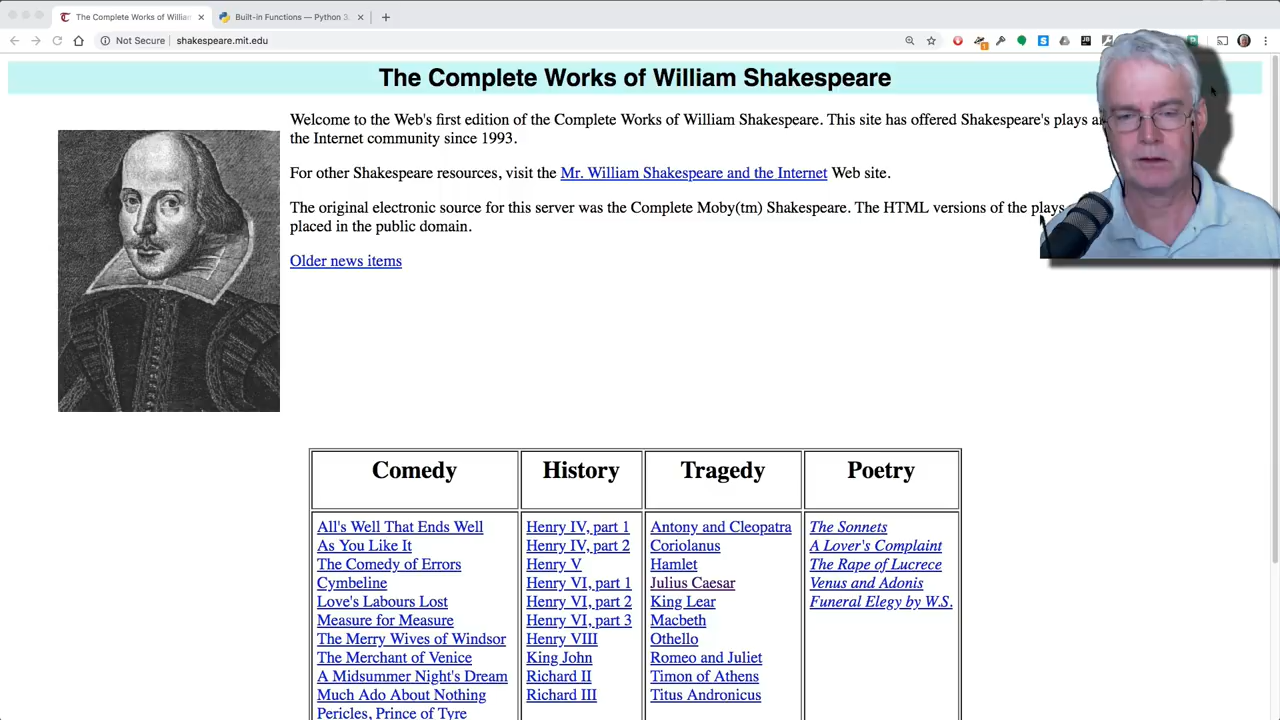 The Complete Works of William
Built-in Functions — Python 3.
Not Secure | shakespeare.mit.edu
The Complete Works of William Shakespeare
Welcome to the Web's first edition of the Complete Works of William Shakespeare. This site has offered Shakespeare's plays
the Internet community since 1993.
For other Shakespeare resources, visit the Mr. William Shakespeare and the Internet Web site.
The original electronic source for this server was the Complete Moby(tm) Shakespeare. The HTML versions of the plays
placed in the public domain.
Older news items
Comedy History Tragedy Poetry
All's Well That Ends Well Henry IV, part 1 Antony and Cleopatra The Sonnets
As You Like It Henry IV, part 2 Coriolanus A Lover's Complaint
The Comedy of Errors Henry V Hamlet The Rape of Lucrece
Cymbeline Henry VI, part 1 Julius Caesar Venus and Adonis
Love's Labours Lost Henry VI, part 2 King Lear Funeral Elegy by W.S.
Measure for Measure Henry VI, part 3 Macbeth
The Merry Wives of Windsor Henry VIII Othello
The Merchant of Venice King John Romeo and Juliet
A Midsummer Night's Dream Richard II Timon of Athens
Much Ado About Nothing Richard III Titus Andronicus
Pericles, Prince of Tyre